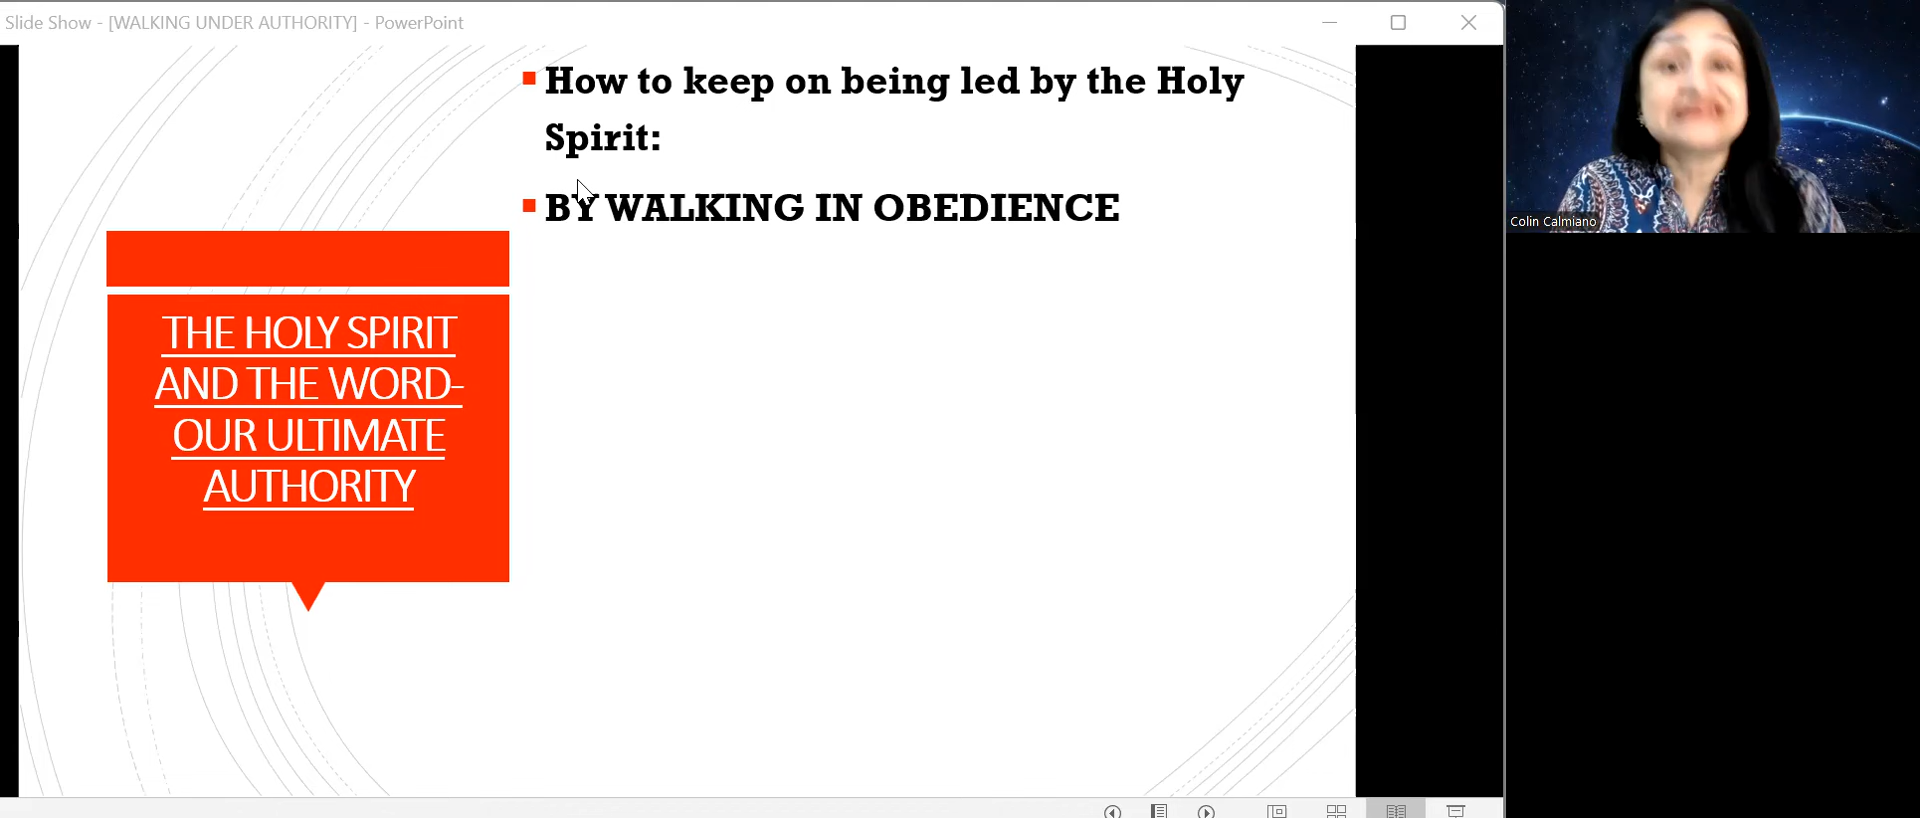 Slide Show - [WALKING UNDER AUTHORITY] - PowerPoint
How to keep on being led by the Holy
Spirit:
BY WALKING IN OBEDIENCE
THE HOLY SPIRIT
AND THE WORD-
OUR ULTIMATE
AUTHORITY
Colin Calmiano